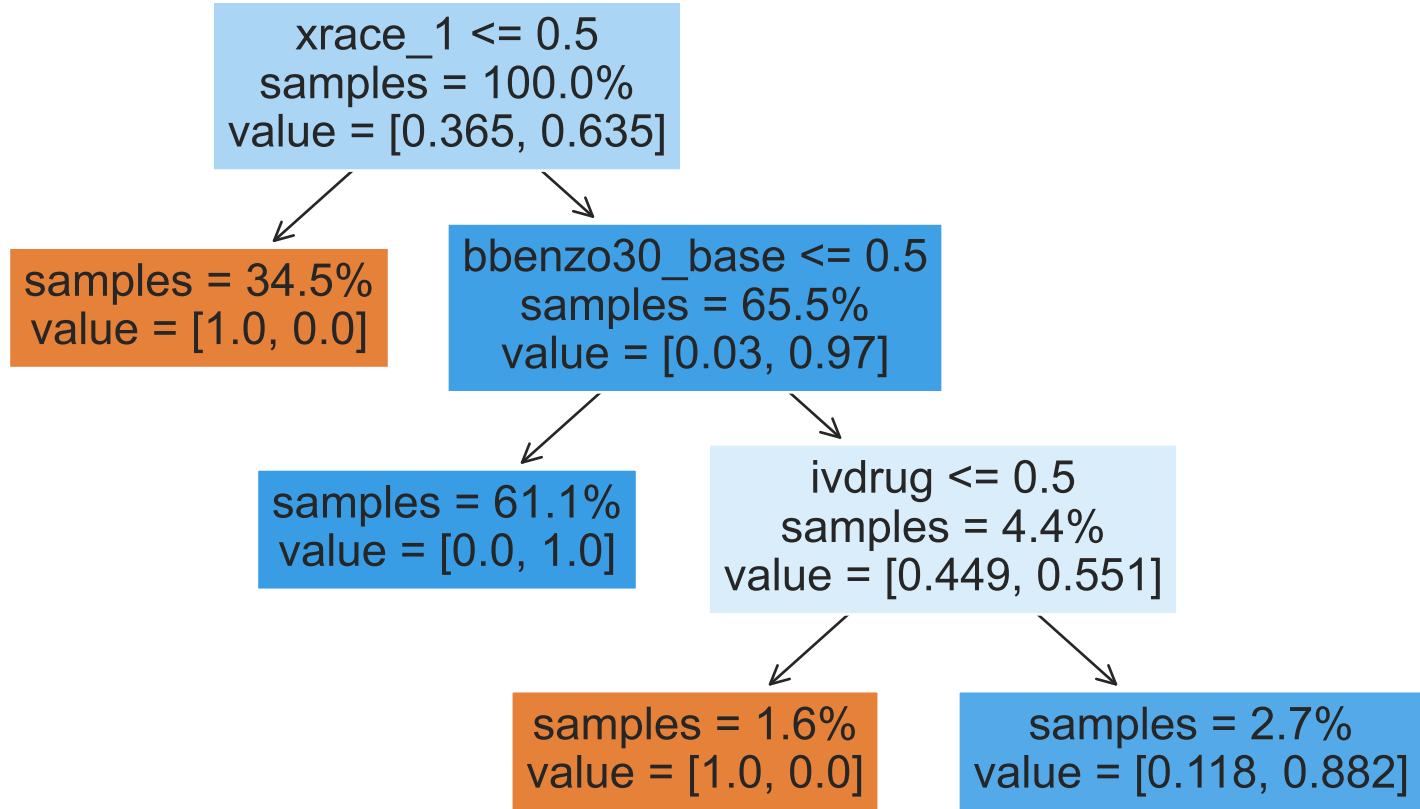 xrace_1 <= 0.5
samples = 100.0%
value = [0.365, 0.635]
samples = 34.5%
value = [1.0, 0.0]
bbenzo30_base <= 0.5
samples = 65.5%
value = [0.03, 0.97]
samples = 61.1%
value = [0.0, 1.0]
ivdrug <= 0.5
samples = 4.4%
value = [0.449, 0.551]
samples = 1.6%
value = [1.0, 0.0]
samples = 2.7%
value = [0.118, 0.882]